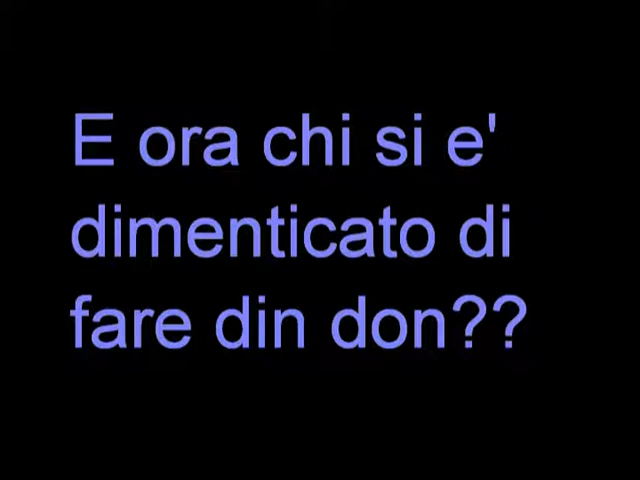 E ora chi si e'
dimenticato di
fare din don??